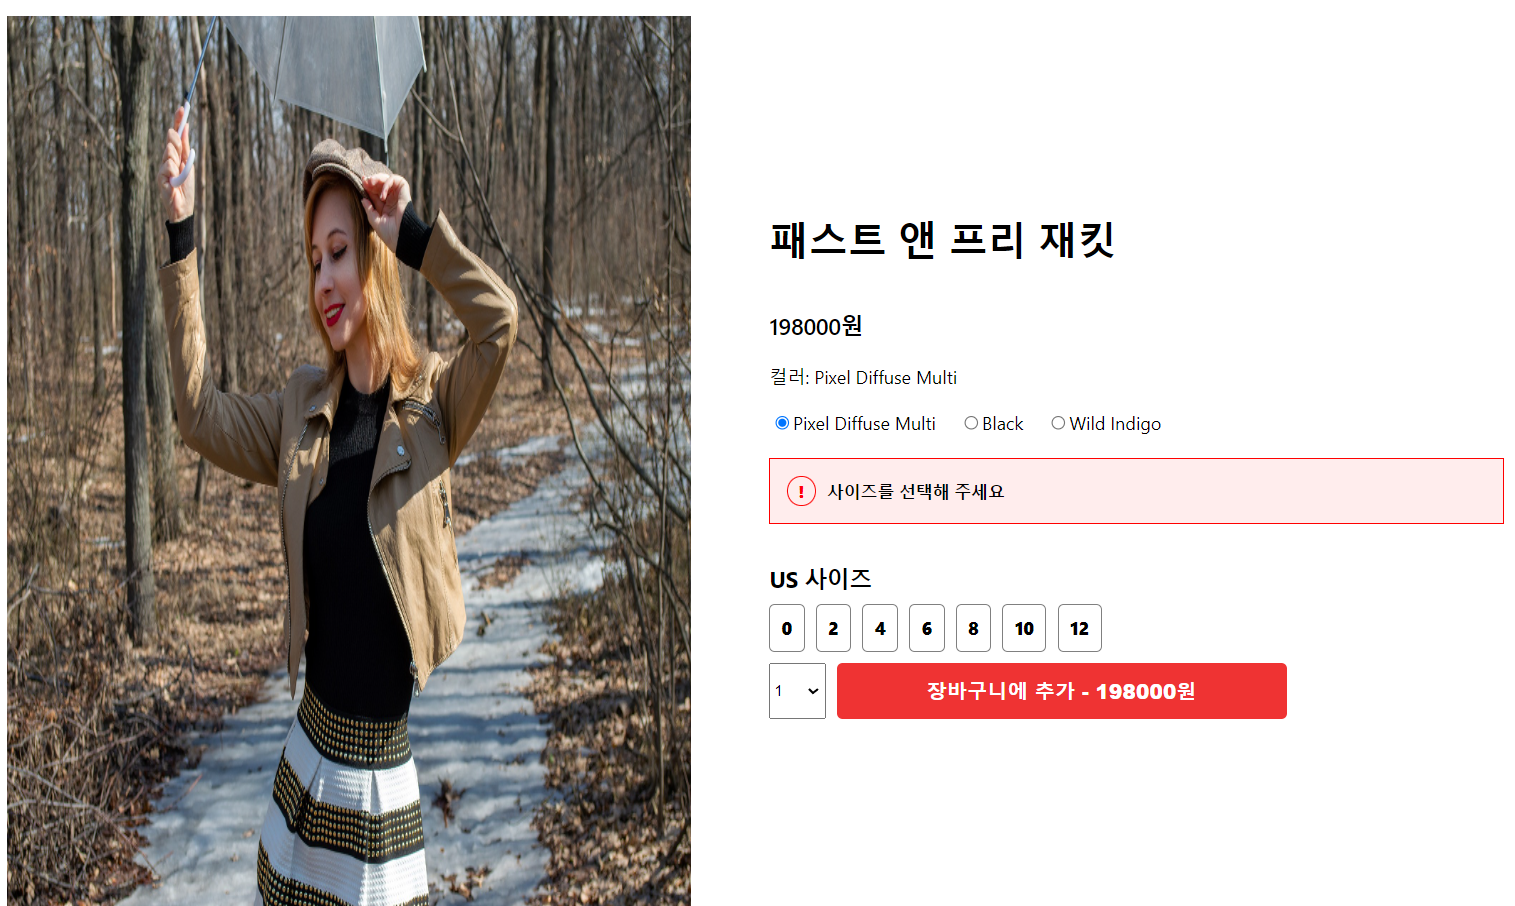 패스트 앤 프리 재킷
198000원
컬러: Pixel Diffuse Multi
Pixel Diffuse Multi Black Wild Indigo
! 사이즈를 선택해 주세요
US 사이즈
0 2 4 6 8 10 12
1 장바구니에 추가 - 198000원